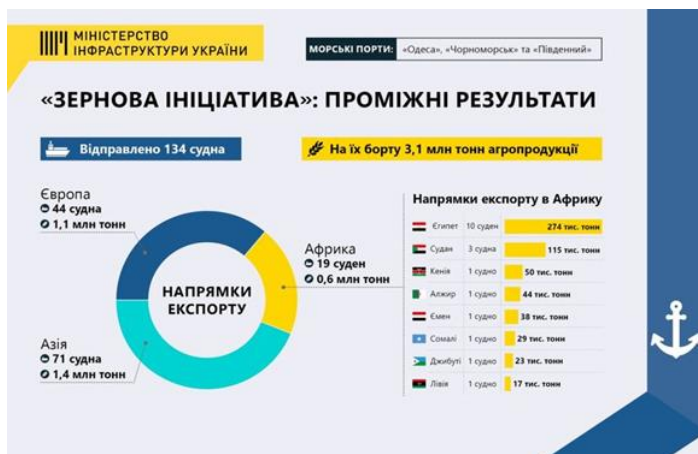 МІНІСТЕРСТВО
ІНФРАСТРУКТУРИ УКРАЇНИ
МОРСЬКІ ПОРТИ: «Одеса», «Чорноморськ» та «Південний»
«ЗЕРНОВА ІНІЦІАТИВА»: ПРОМІЖНІ РЕЗУЛЬТАТИ
Відправлено 134 судна
На їх борту 3,1 млн тонн агропродукції
Європа
44 судна
1,1 млн тонн
Азія
71 судна
1,4 млн тонн
НАПРЯМКИ
ЕКСПОРТУ
Африка
19 суден
0,6 млн тонн
Напрямки експорту в Африку
Єгипет 10 суден 274 тис. тонн
Судан 3 судна 115 тис. тонн
Кенія 1 судно 50 тис. тонн
Алжир 1 судно 44 тис. тонн
Ємен 1 судно 38 тис. тонн
Сомалі 1 судно 29 тис. тонн
Джибуті 1 судно 23 тис. тонн
Лівія 1 судно 17 тис. тонн